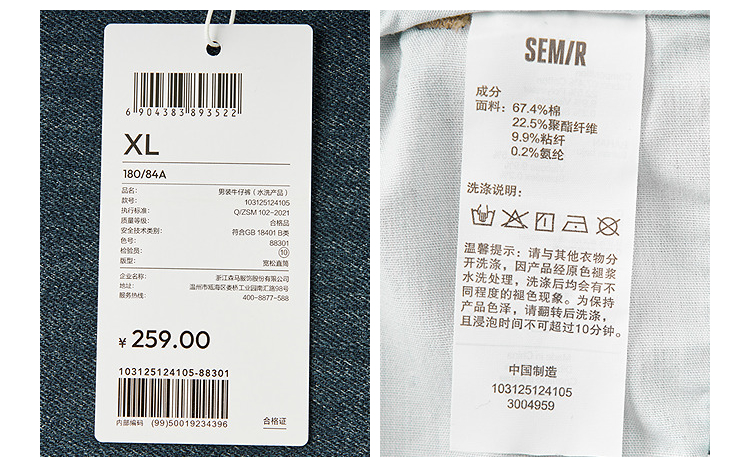 6 904383 893522
XL
180/84A
品名: 男装牛仔裤(水洗产品)
款号: 103125124105
执行标准: Q/ZSM 102-2021
质量等级: 合格品
安全技术类别: 符合GB 18401 B类
色号: 88301
检验员: 10
版型: 宽松直筒
企业名称: 浙江森马服饰股份有限公司
地址: 温州市瓯海区娄桥工业园南汇路98号
服务热线: 400-8877-588
¥ 259.00
103125124105-88301
内部编码 (99)50019234396
合格证
SEMIR
成分
面料: 67.4%棉
22.5%聚酯纤维
9.9%粘纤
0.2%氨纶
洗涤说明:
温馨提示: 请与其他衣物分
开洗涤, 因产品经原色褪浆
水洗处理, 洗涤后均会有不
同程度的褪色现象。为保持
产品色泽, 请翻转后洗涤,
且浸泡时间不可超过10分钟。
中国制造
103125124105
3004959